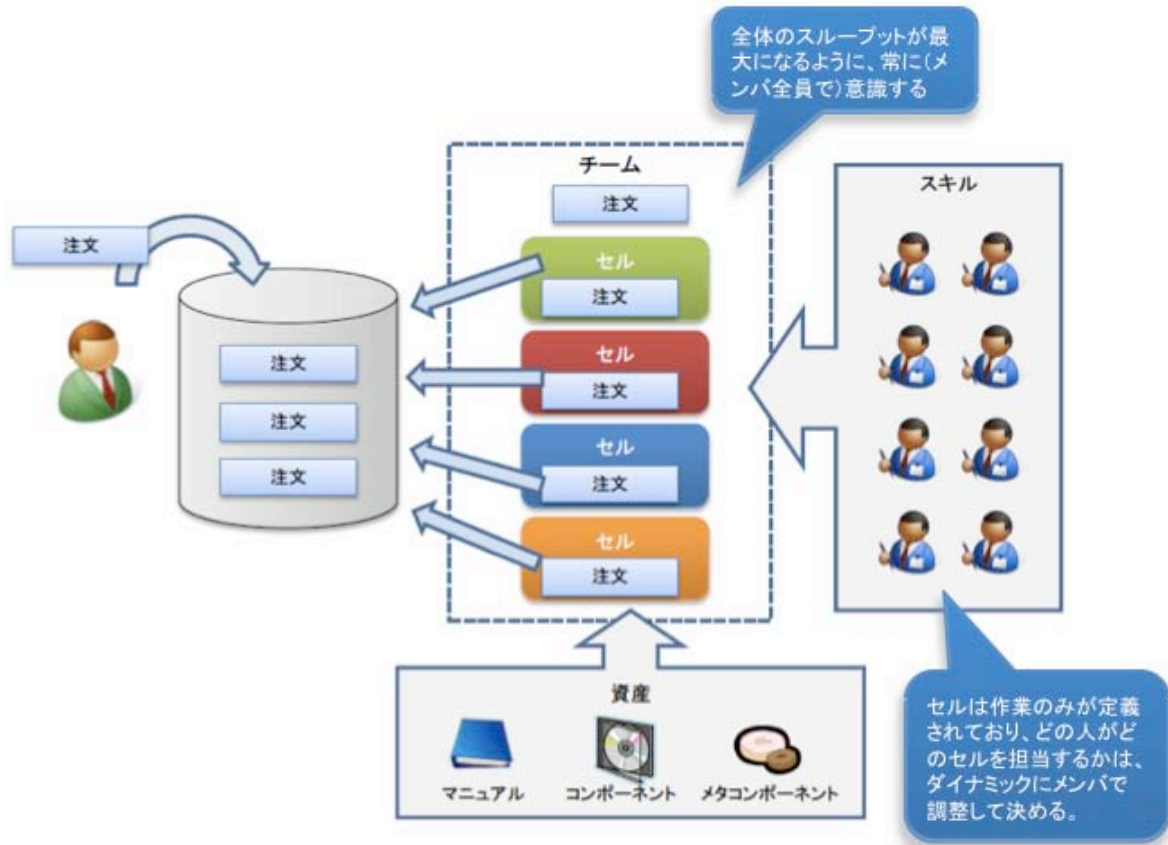 全体のスループットが最
大になるように、常に(メ
ンバ全員で)意識する
チーム
注文
スキル
注文
セル
注文
セル
注文
注文
セル
注文
注文
注文
セル
注文
資産
マニュアル
コンポーネント
メタコンポーネント
セルは作業のみが定義
されており、どの人がど
のセルを担当するかは、
ダイナミックにメンバで
調整して決める。